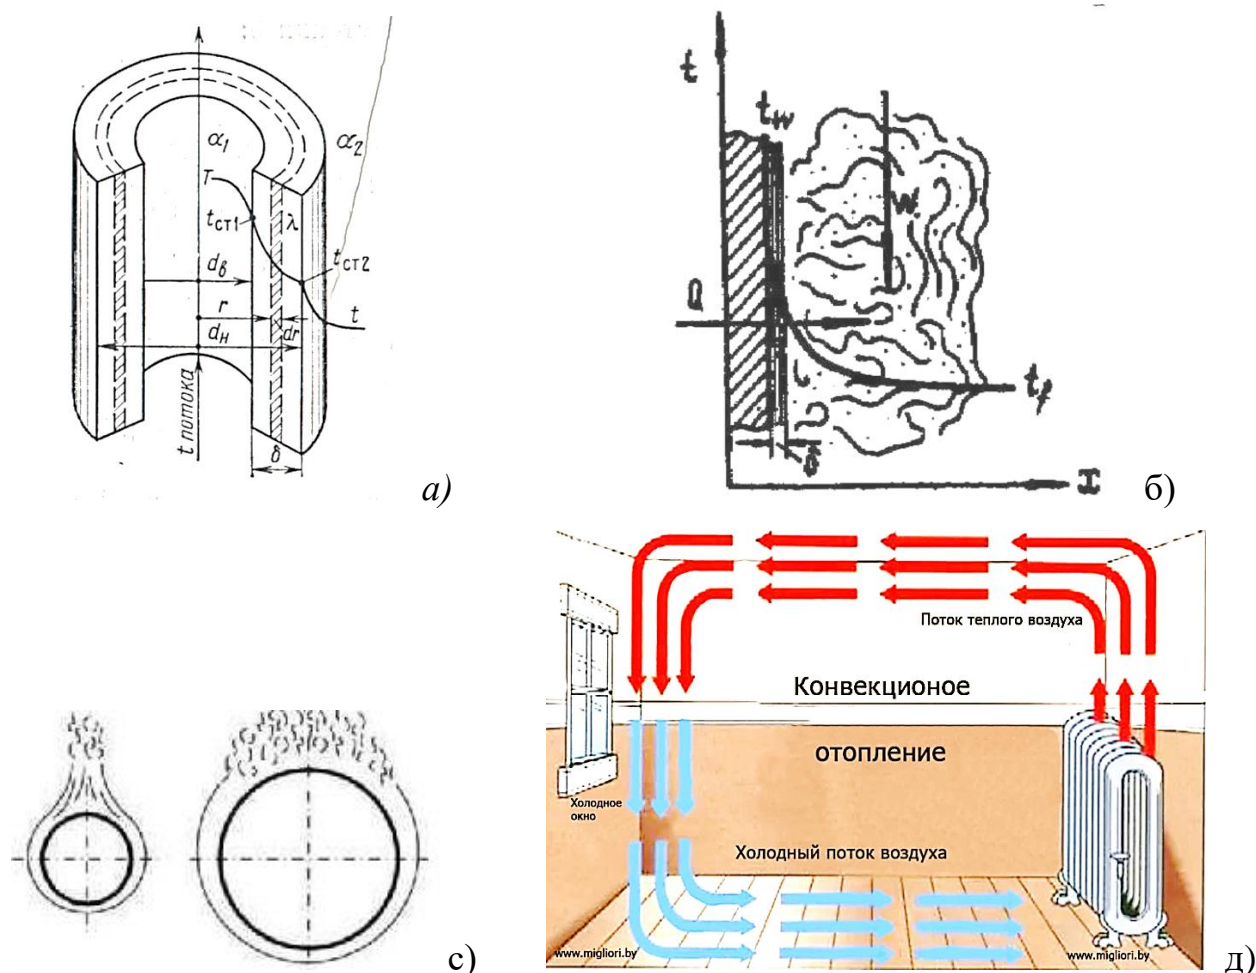 α₁
α₂
T
tст1
λ
tст2
dв
r
t
dн
dr
t потока
δ
а)
t
tw
W
Q
tf
δ
x
б)
с)
Поток теплого воздуха
Конвекционое
отопление
Холодное
окно
Холодный поток воздуха
www.migliori.by
www.migliori.by
д)